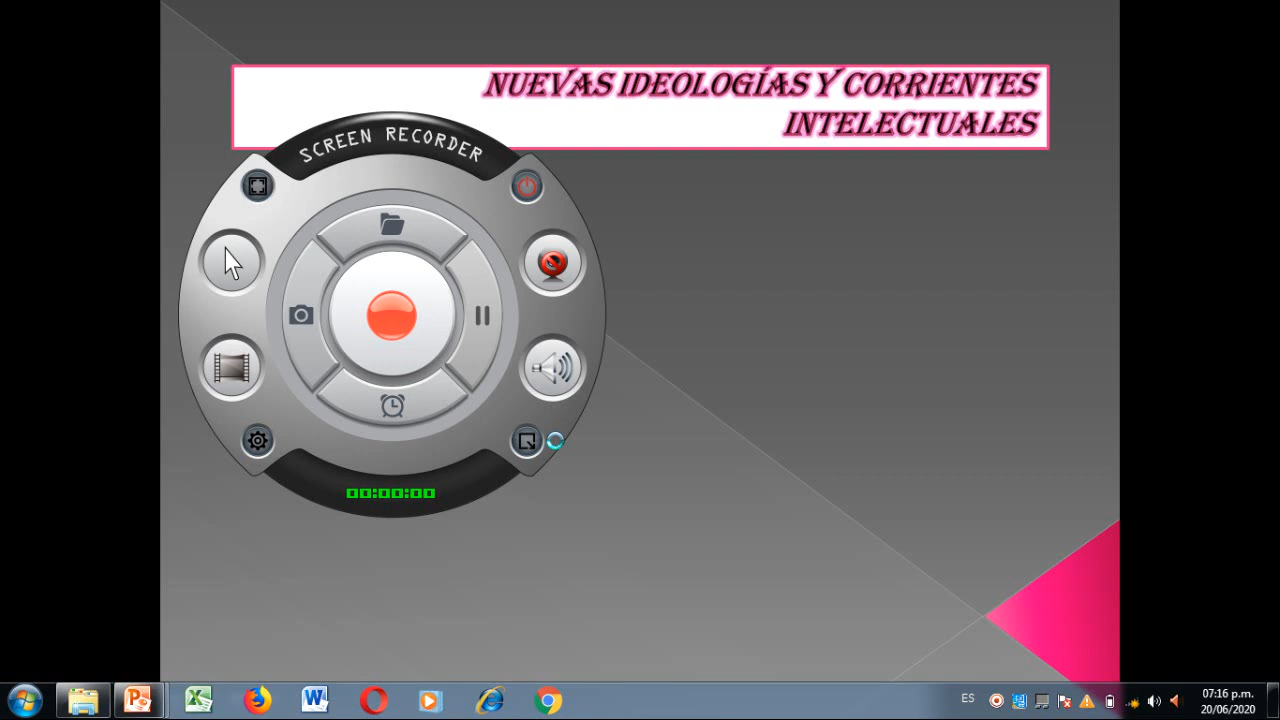 NUEVAS IDEOLOGÍAS Y CORRIENTES
INTELECTUALES
SCREEN RECORDER
00:00:00
ES
07:16 p.m.
20/06/2020